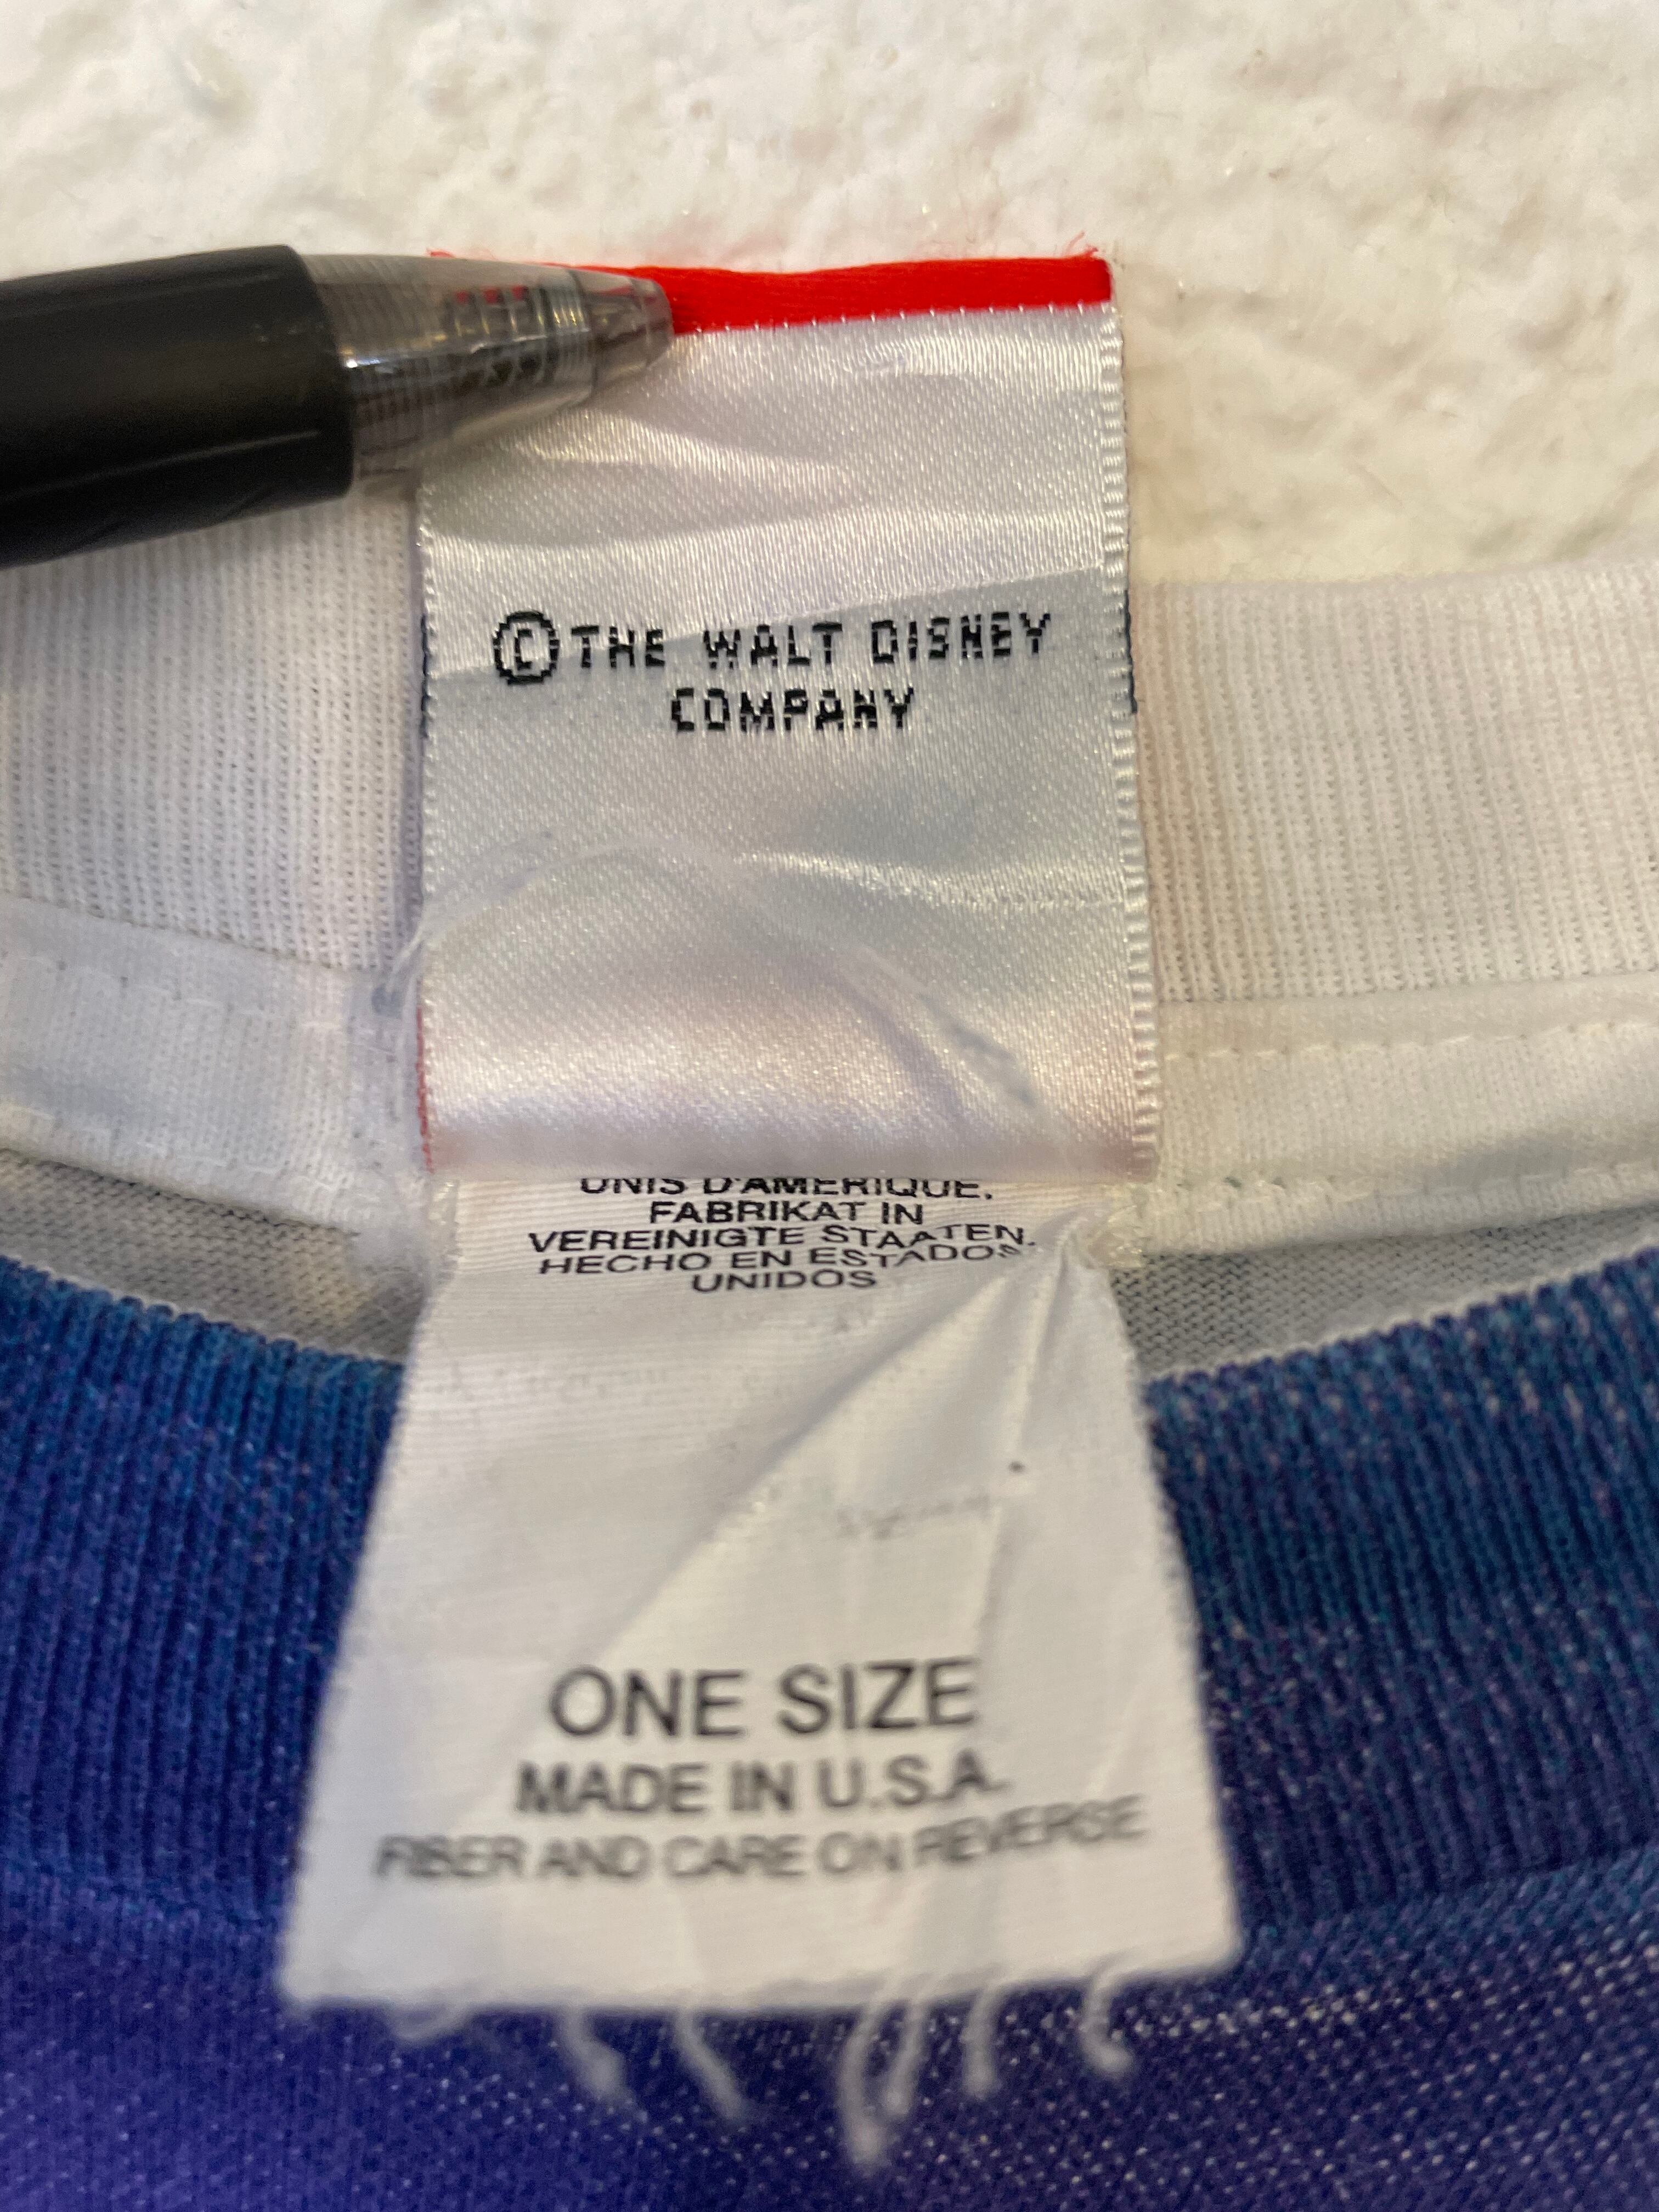 ©THE WALT DISNEY
COMPANY
UNIS D'AMERIQUE.
FABRIKAT IN
VEREINIGTE STAATEN.
HECHO EN ESTADOS
UNIDOS
ONE SIZE
MADE IN U.S.A.
FIBER AND CARE ON REVERSE